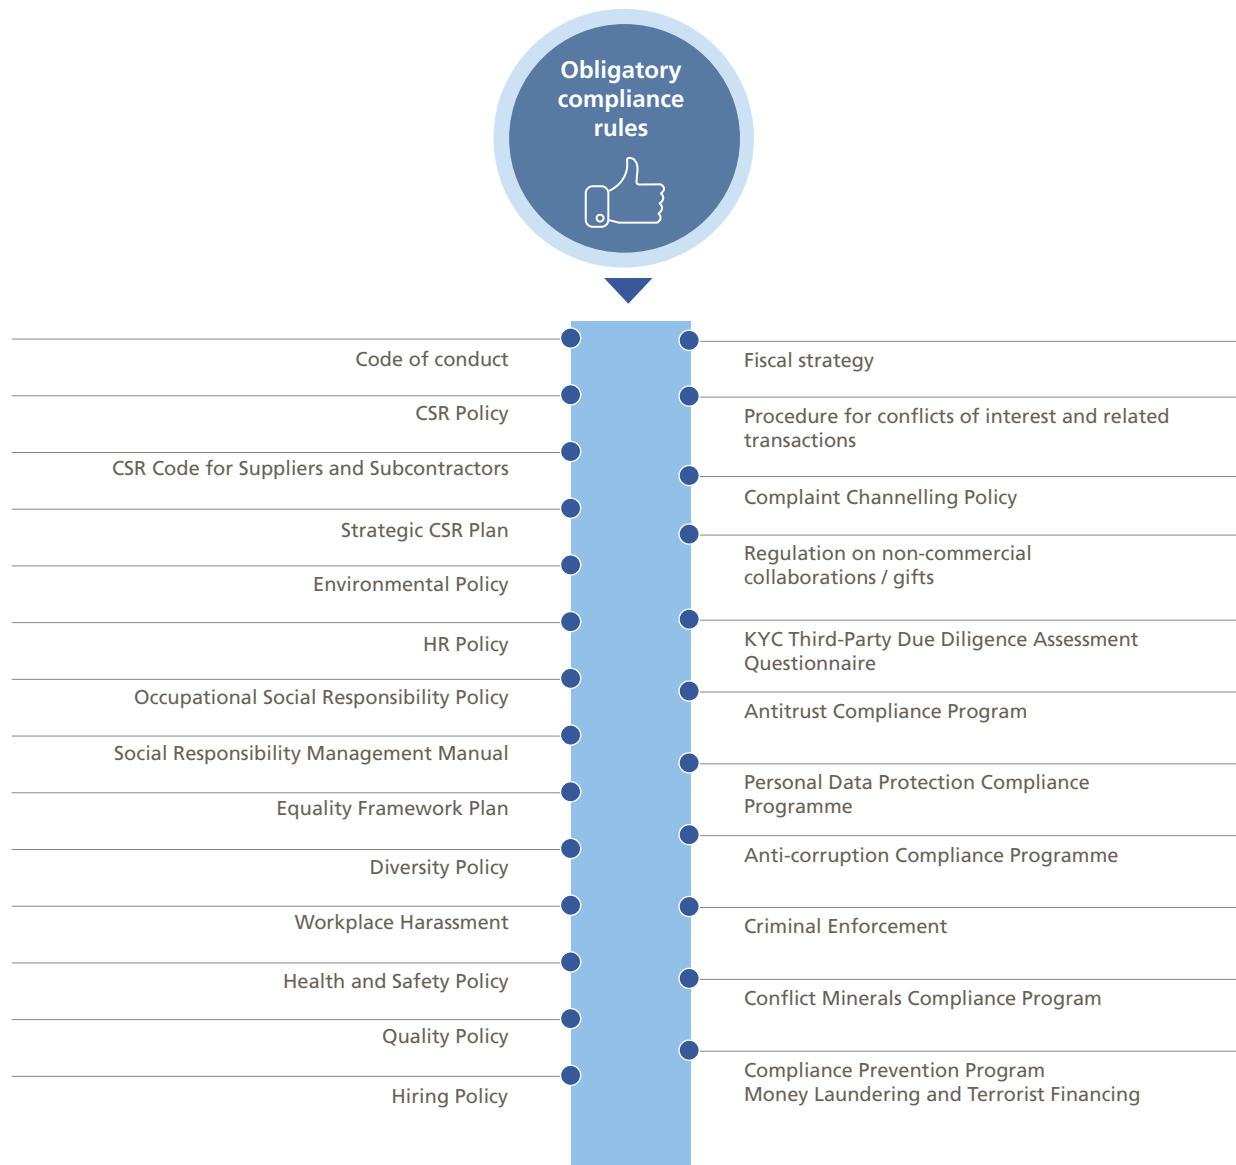 Obligatory
compliance
rules
Code of conduct
CSR Policy
CSR Code for Suppliers and Subcontractors
Strategic CSR Plan
Environmental Policy
HR Policy
Occupational Social Responsibility Policy
Social Responsibility Management Manual
Equality Framework Plan
Diversity Policy
Workplace Harassment
Health and Safety Policy
Quality Policy
Hiring Policy
Fiscal strategy
Procedure for conflicts of interest and related
transactions
Complaint Channelling Policy
Regulation on non-commercial
collaborations / gifts
KYC Third-Party Due Diligence Assessment
Questionnaire
Antitrust Compliance Program
Personal Data Protection Compliance
Programme
Anti-corruption Compliance Programme
Criminal Enforcement
Conflict Minerals Compliance Program
Compliance Prevention Program
Money Laundering and Terrorist Financing